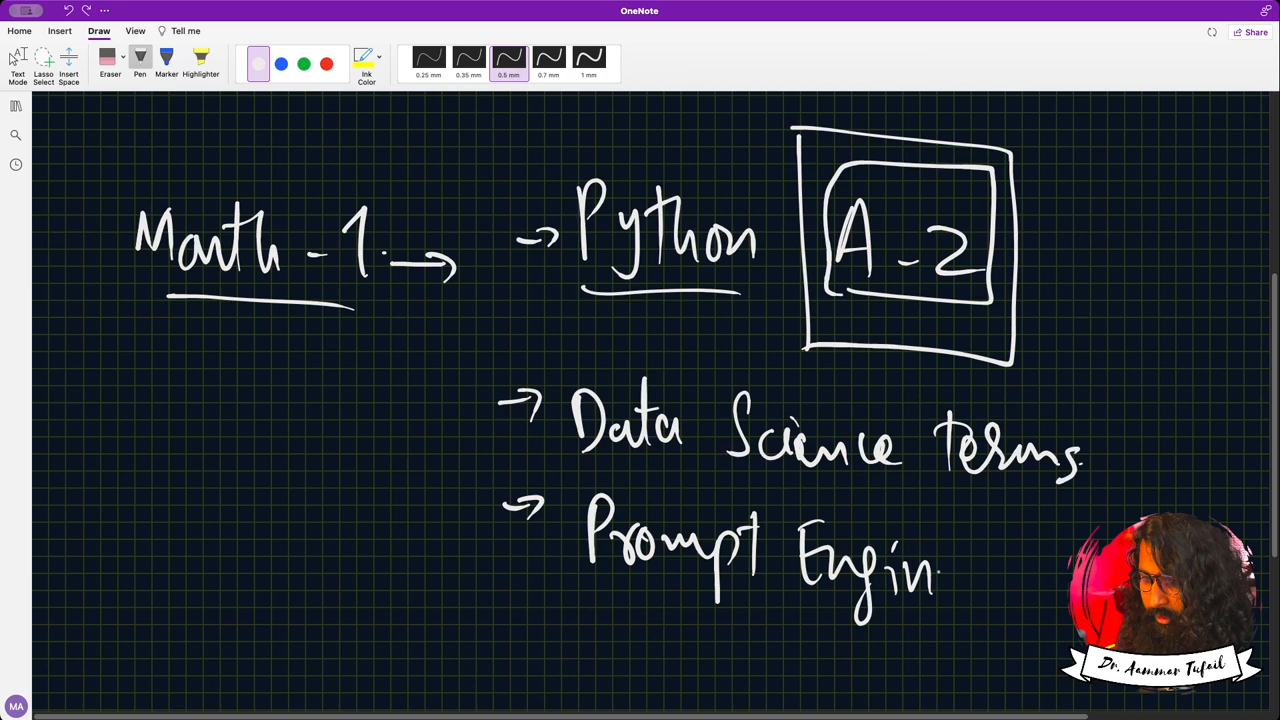 OneNote
Home Insert Draw View Tell me
Share
Text Mode
Lasso Select
Insert Space
Eraser
Pen
Marker
Highlighter
Ink Color
0.25 mm
0.35 mm
0.5 mm
0.7 mm
1 mm
Math - 1. → → Python A - 2
→ Data Science Terms.
→ Prompt Engin
Dr. Aammar Tufail
MA